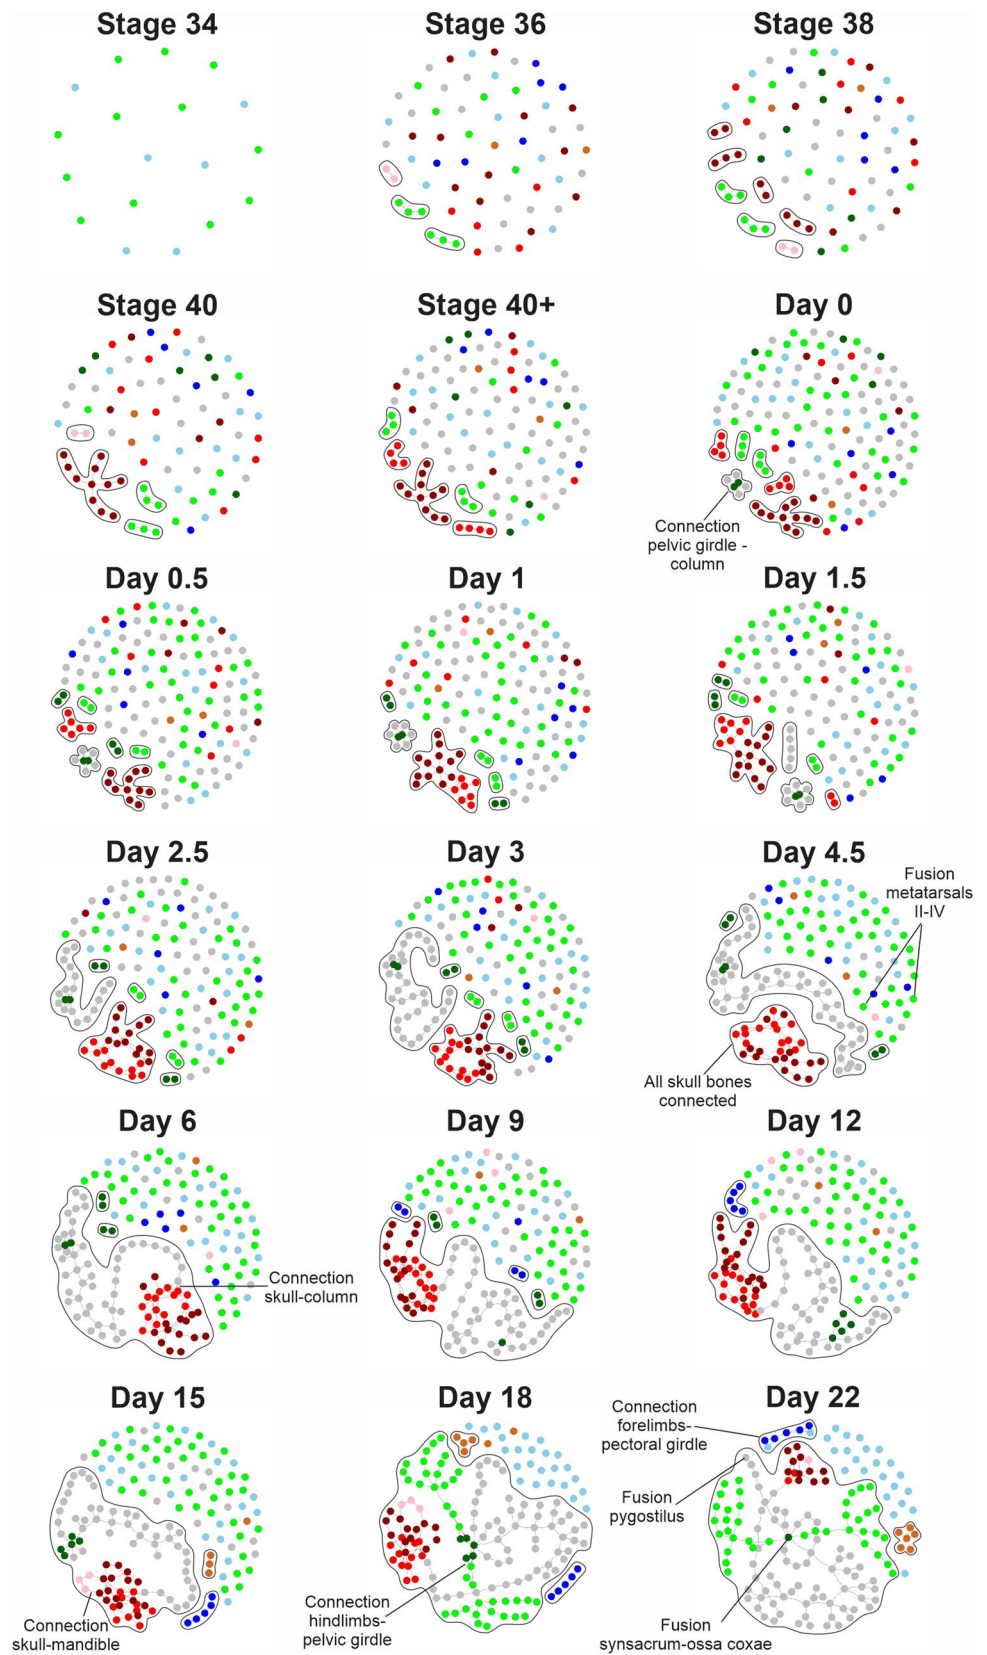 Stage 34
Stage 36
Stage 38
Stage 40
Stage 40+
Day 0
Connection
pelvic girdle -
column
Day 0.5
Day 1
Day 1.5
Day 2.5
Day 3
Day 4.5
Fusion
metatarsals
II-IV
All skull bones
connected
Day 6
Day 9
Day 12
Connection
skull-column
Day 15
Day 18
Day 22
Connection
skull-mandible
Connection
hindlimbs-
pelvic girdle
Connection
forelimbs-
pectoral girdle
Fusion
pygostilus
Fusion
synsacrum-ossa coxae